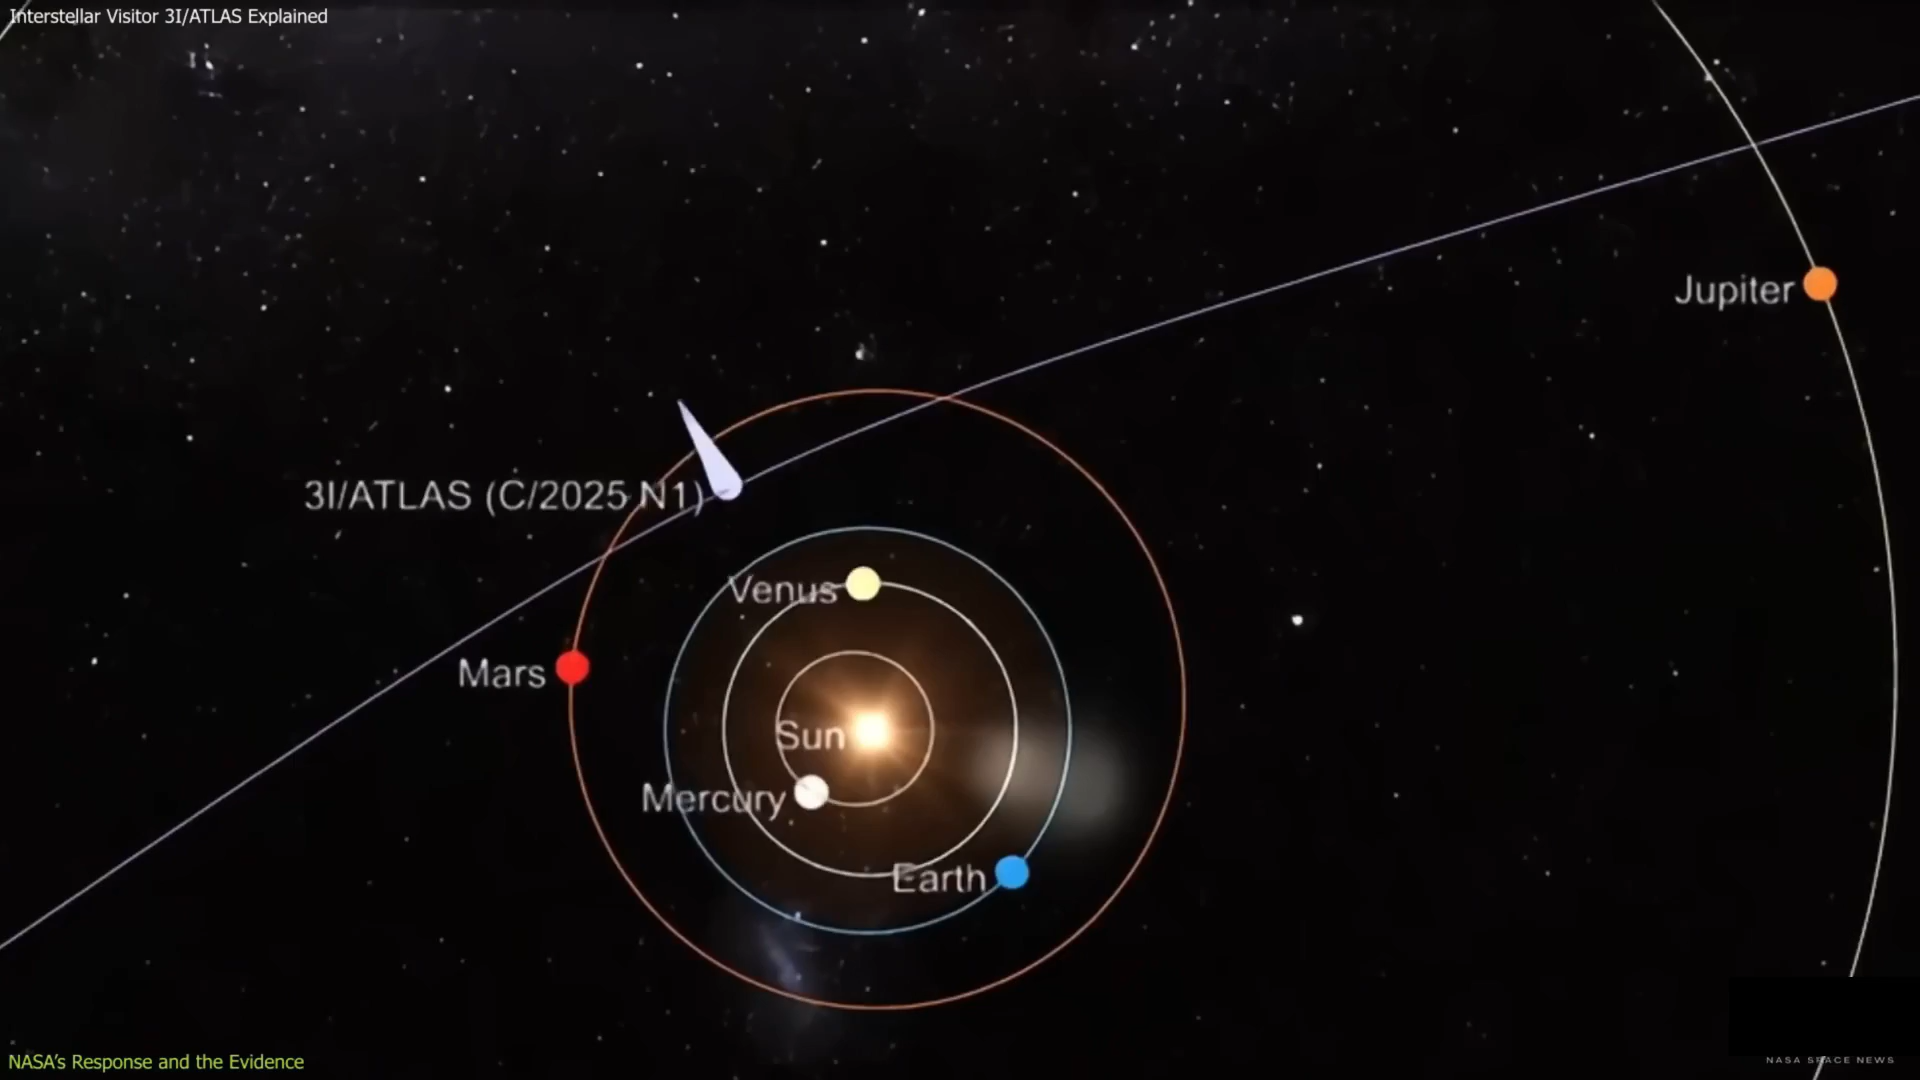 Interstellar Visitor 3I/ATLAS Explained
Jupiter
3I/ATLAS (C/2025 N1)
Venus
Mars
Sun
Mercury
Earth
NASA's Response and the Evidence
NASA SPACE NEWS